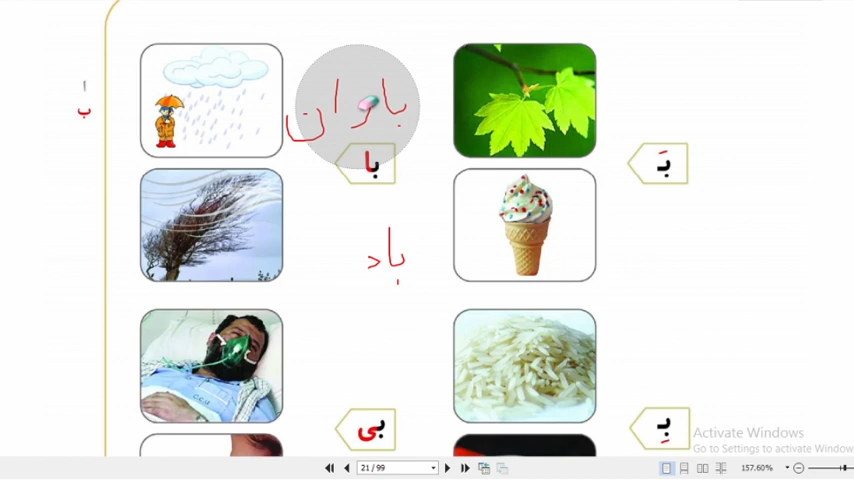 ا
ب
باران
بَـ
با
باد
بِـ
بی
C.C.U
Activate Windows
Go to Settings to activate Windows
21 / 99
157.60%